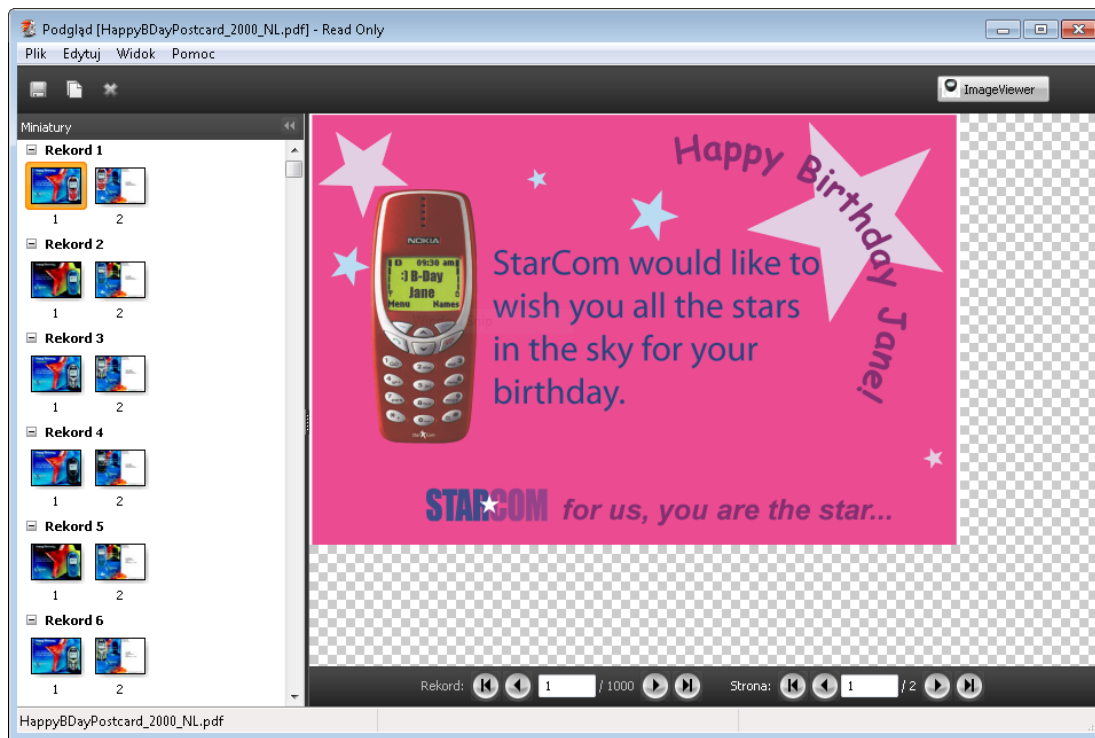 Podgląd [HappyBDayPostcard_2000_NL.pdf] - Read Only
Plik Edytuj Widok Pomoc
ImageViewer
Miniatury
Rekord 1
1 2
Rekord 2
1 2
Rekord 3
1 2
Rekord 4
1 2
Rekord 5
1 2
Rekord 6
1 2
Happy Birthday Jane!
NOKIA
09:30 am
:) B-Day
Jane
Menu Names
StarCom would like to
wish you all the stars
in the sky for your
birthday.
STARCOM for us, you are the star...
Rekord: 1 / 1000 Strona: 1 / 2
HappyBDayPostcard_2000_NL.pdf